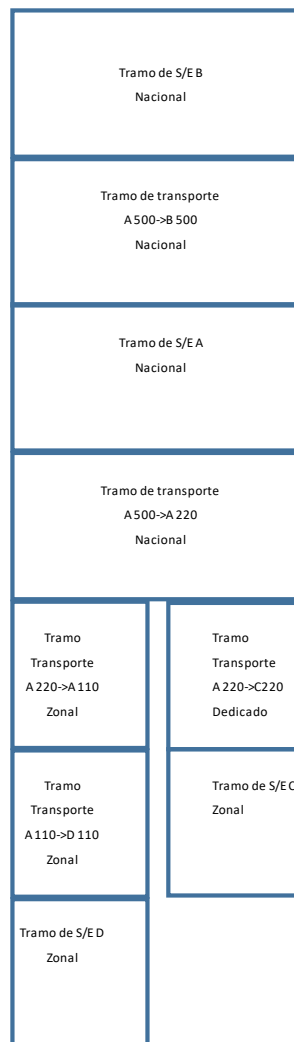 Tramo de S/E B
Nacional
Tramo de transporte
A 500->B 500
Nacional
Tramo de S/E A
Nacional
Tramo de transporte
A 500->A 220
Nacional
Tramo
Transporte
A 220->A 110
Zonal
Tramo
Transporte
A 220->C220
Dedicado
Tramo
Transporte
A 110->D 110
Zonal
Tramo de S/E C
Zonal
Tramo de S/E D
Zonal